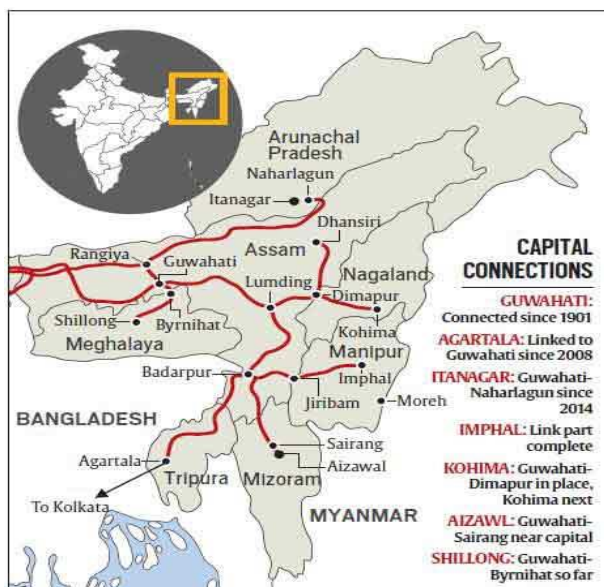 Arunachal
Pradesh
Naharlagun
Itanagar
Dhansiri
Assam
Rangiya
Guwahati
Nagaland
Lumding
Dimapur
Shillong
Byrnihat
Meghalaya
Kohima
Manipur
Badarpur
Imphal
Jiribam
Moreh
BANGLADESH
Sairang
Agartala
Aizawal
Tripura
Mizoram
To Kolkata
MYANMAR
CAPITAL
CONNECTIONS
GUWAHATI:
Connected since 1901
AGARTALA: Linked to
Guwahati since 2008
ITANAGAR: Guwahati-
Naharlagun since
2014
IMPHAL: Link part
complete
KOHIMA: Guwahati-
Dimapur in place,
Kohima next
AIZAWL: Guwahati-
Sairang near capital
SHILLONG: Guwahati-
Byrnihat so far